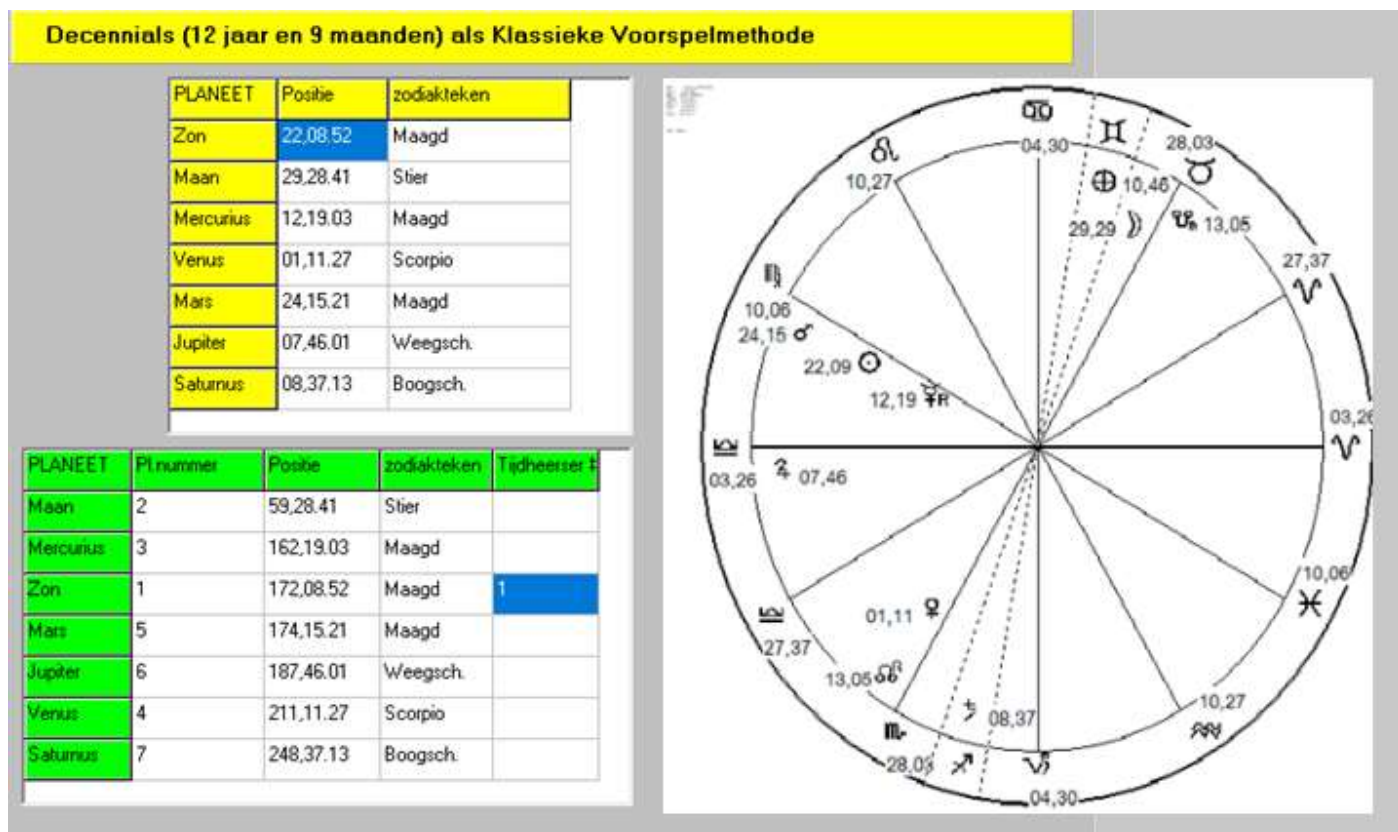 Decennials (12 jaar en 9 maanden) als Klassieke Voorspelmethode
PLANEET Positie zodiakteken
Zon 22,08.52 Maagd
Maan 29,28.41 Stier
Mercurius 12,19.03 Maagd
Venus 01,11.27 Scorpio
Mars 24,15.21 Maagd
Jupiter 07,46.01 Weegsch.
Saturnus 08,37.13 Boogsch.
PLANEET Pl.nummer Positie zodiakteken Tijdheerser
Maan 2 59,28.41 Stier
Mercurius 3 162,19.03 Maagd
Zon 1 172,08.52 Maagd 1
Mars 5 174,15.21 Maagd
Jupiter 6 187,46.01 Weegsch.
Venus 4 211,11.27 Scorpio
Saturnus 7 248,37.13 Boogsch.
♋ ♊
04,30 28,03
♌ ♉
10,27 ⊕ 10,46
29,29 ☽ ☋ 13,05
27,37
♍ ♈
10,06
24,15 ♂
22,09 ☉
12,19 ☿R
03,26
♎ ♈
03,26 ♃ 07,46
10,06
01,11 ♀ ♓
♎
27,37
13,05 ☊
10,27
♄ 08,37
♏ ♒
28,03 ♐ ♑
04,30